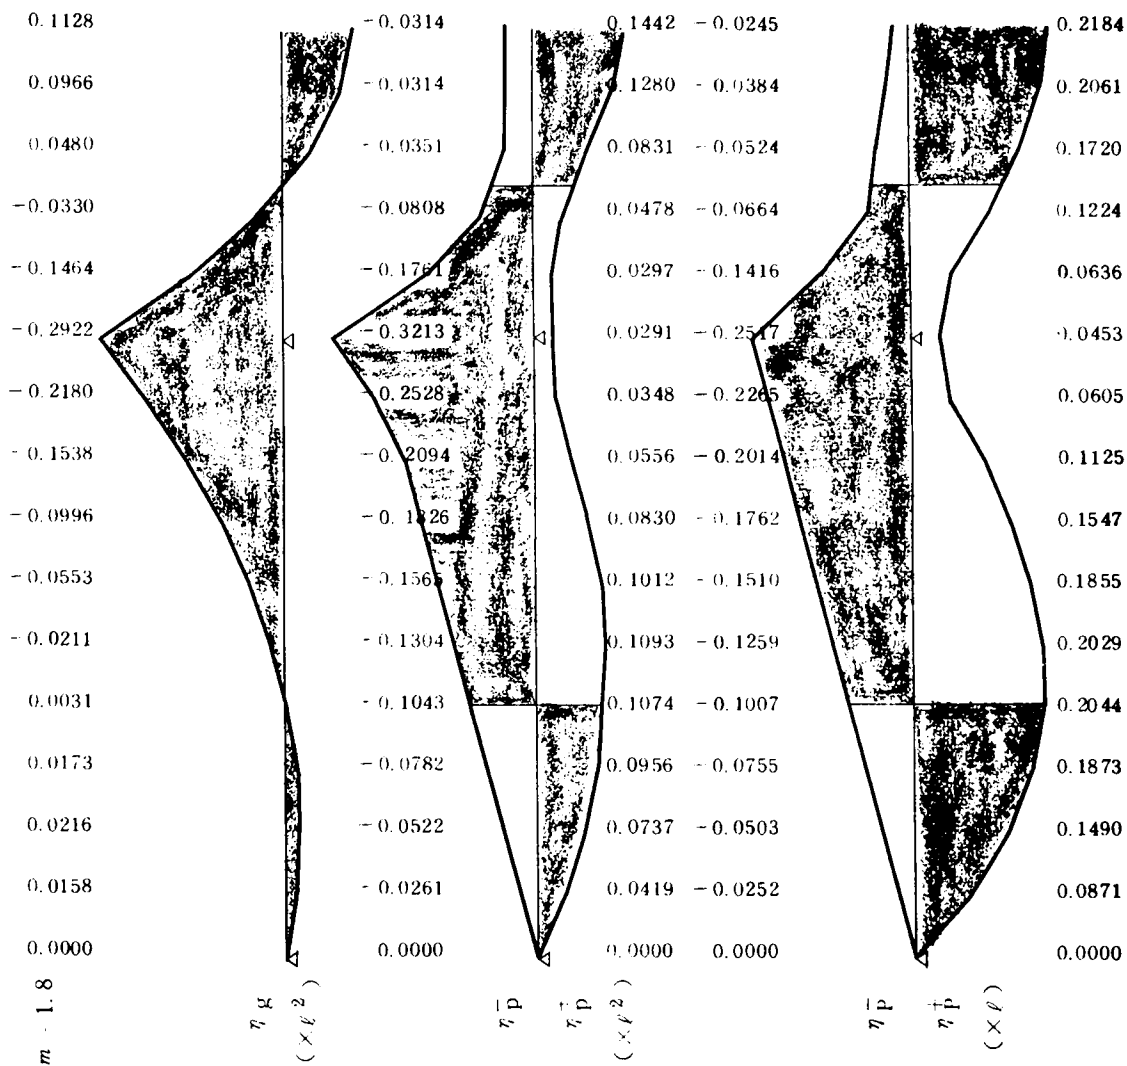 0.1128 -0.0314 0.1442 -0.0245 0.2184
0.0966 -0.0314 0.1280 -0.0384 0.2061
0.0480 -0.0351 0.0831 -0.0524 0.1720
-0.0330 -0.0808 0.0478 -0.0664 0.1224
-0.1464 -0.1761 0.0297 -0.1416 0.0636
-0.2922 -0.3213 0.0291 0.0453
-0.2180 -0.2528 0.0348 -0.2265 0.0605
-0.1538 -0.2094 0.0556 -0.2014 0.1125
-0.0996 -0.1826 0.0830 -0.1762 0.1547
-0.0553 -0.1565 0.1012 -0.1510 0.1855
-0.0211 -0.1304 0.1093 -0.1259 0.2029
0.0031 -0.1043 0.1074 -0.1007 0.2044
0.0173 -0.0782 0.0956 -0.0755 0.1873
0.0216 -0.0522 0.0737 -0.0503 0.1490
0.0158 -0.0261 0.0419 -0.0252 0.0871
0.0000 0.0000 0.0000 0.0000 0.0000
m 1.8
η g
(×ℓ²)
η p̄
η p⁺
(×ℓ²)
η p̄
η p⁺
(×ℓ)